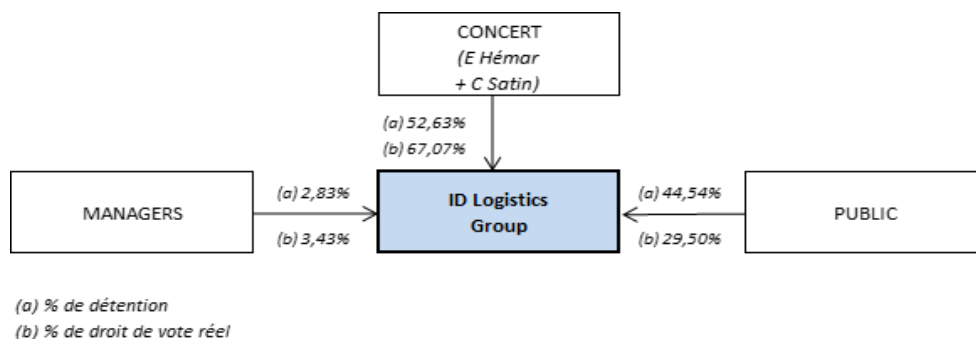 CONCERT
(E Hémar
+ C Satin)
(a) 52,63%
(b) 67,07%
MANAGERS
(a) 2,83%
(b) 3,43%
ID Logistics
Group
(a) 44,54%
(b) 29,50%
PUBLIC
(a) % de détention
(b) % de droit de vote réel